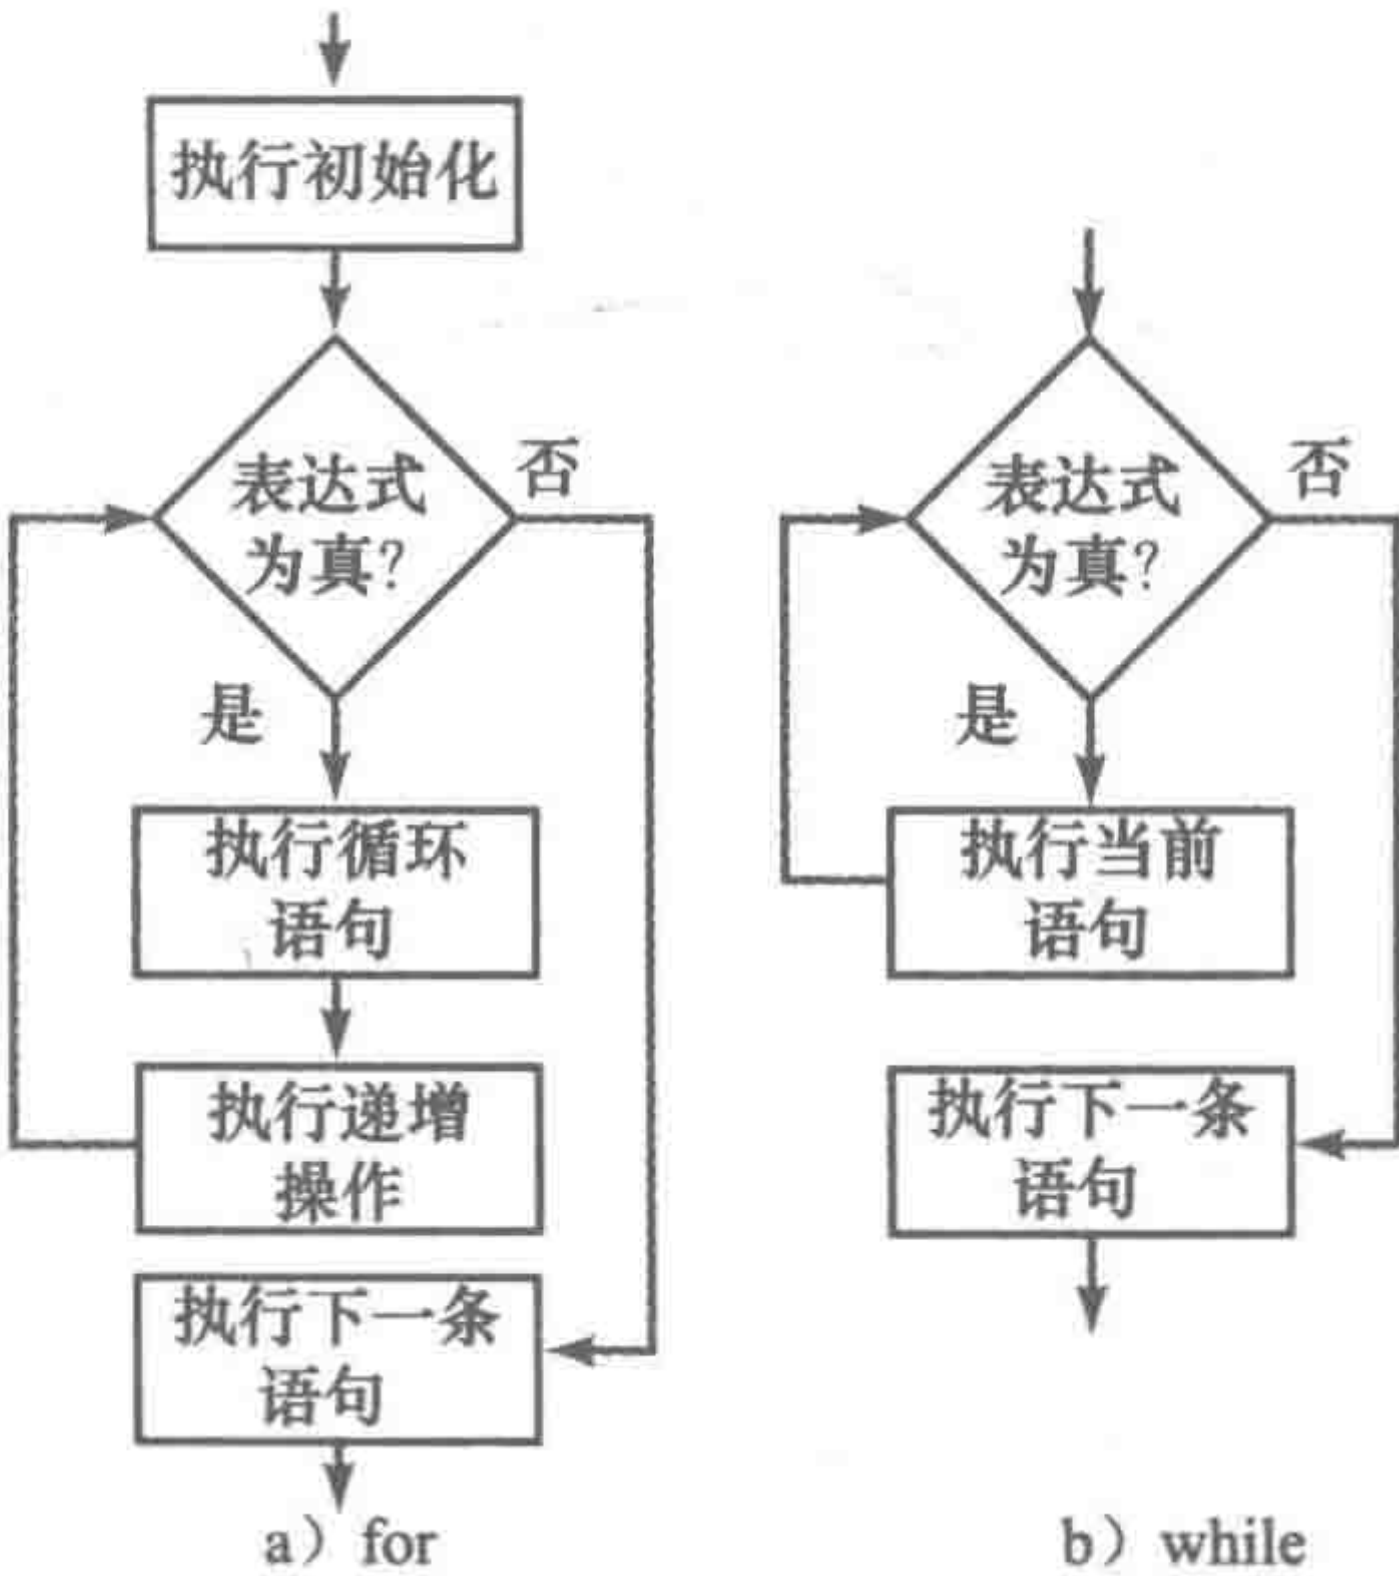 执行初始化
表达式
为真?
否
是
执行循环
语句
执行递增
操作
执行下一条
语句
a）for
表达式
为真?
否
是
执行当前
语句
执行下一条
语句
b）while